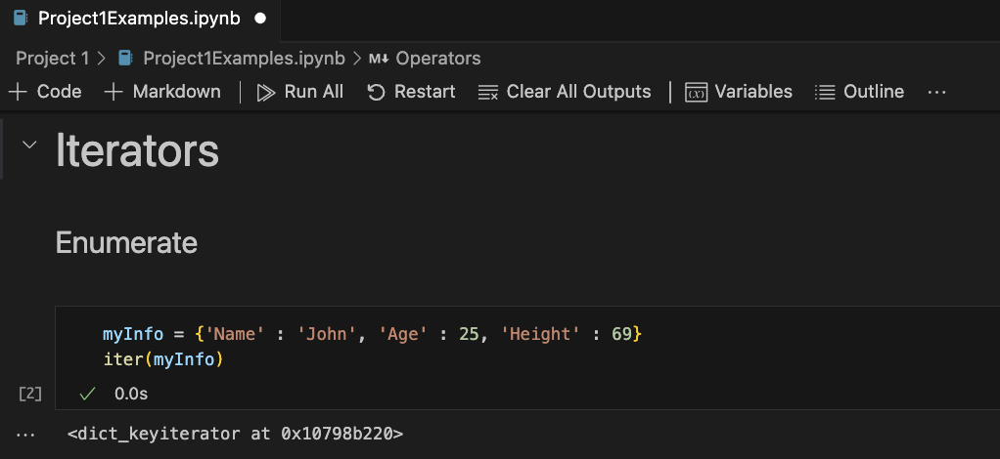 Project1Examples.ipynb ●
Project 1 > Project1Examples.ipynb > M↓ Operators
+ Code + Markdown | Run All Restart Clear All Outputs | (x) Variables Outline ...
Iterators
Enumerate
myInfo = {'Name' : 'John', 'Age' : 25, 'Height' : 69}
iter(myInfo)
[2] ✓ 0.0s
... <dict_keyiterator at 0x10798b220>